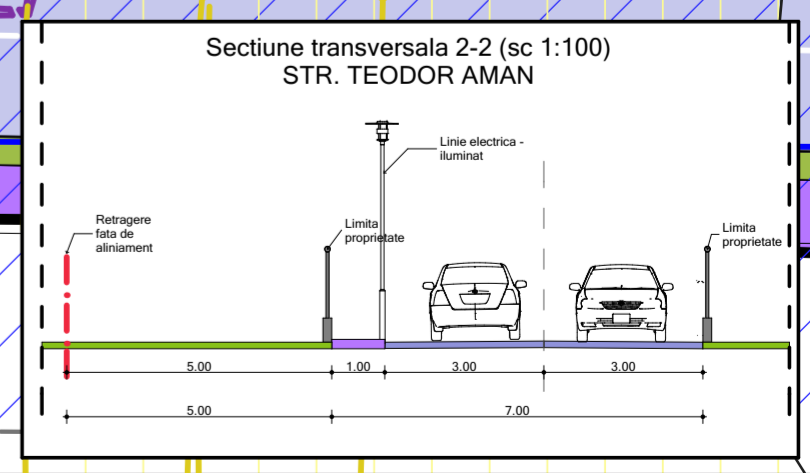 Sectiune transversala 2-2 (sc 1:100)
STR. TEODOR AMAN
Linie electrica -
iluminat
Retragere
fata de
aliniament
Limita
proprietate
Limita
proprietate
5.00 1.00 3.00 3.00
5.00 7.00